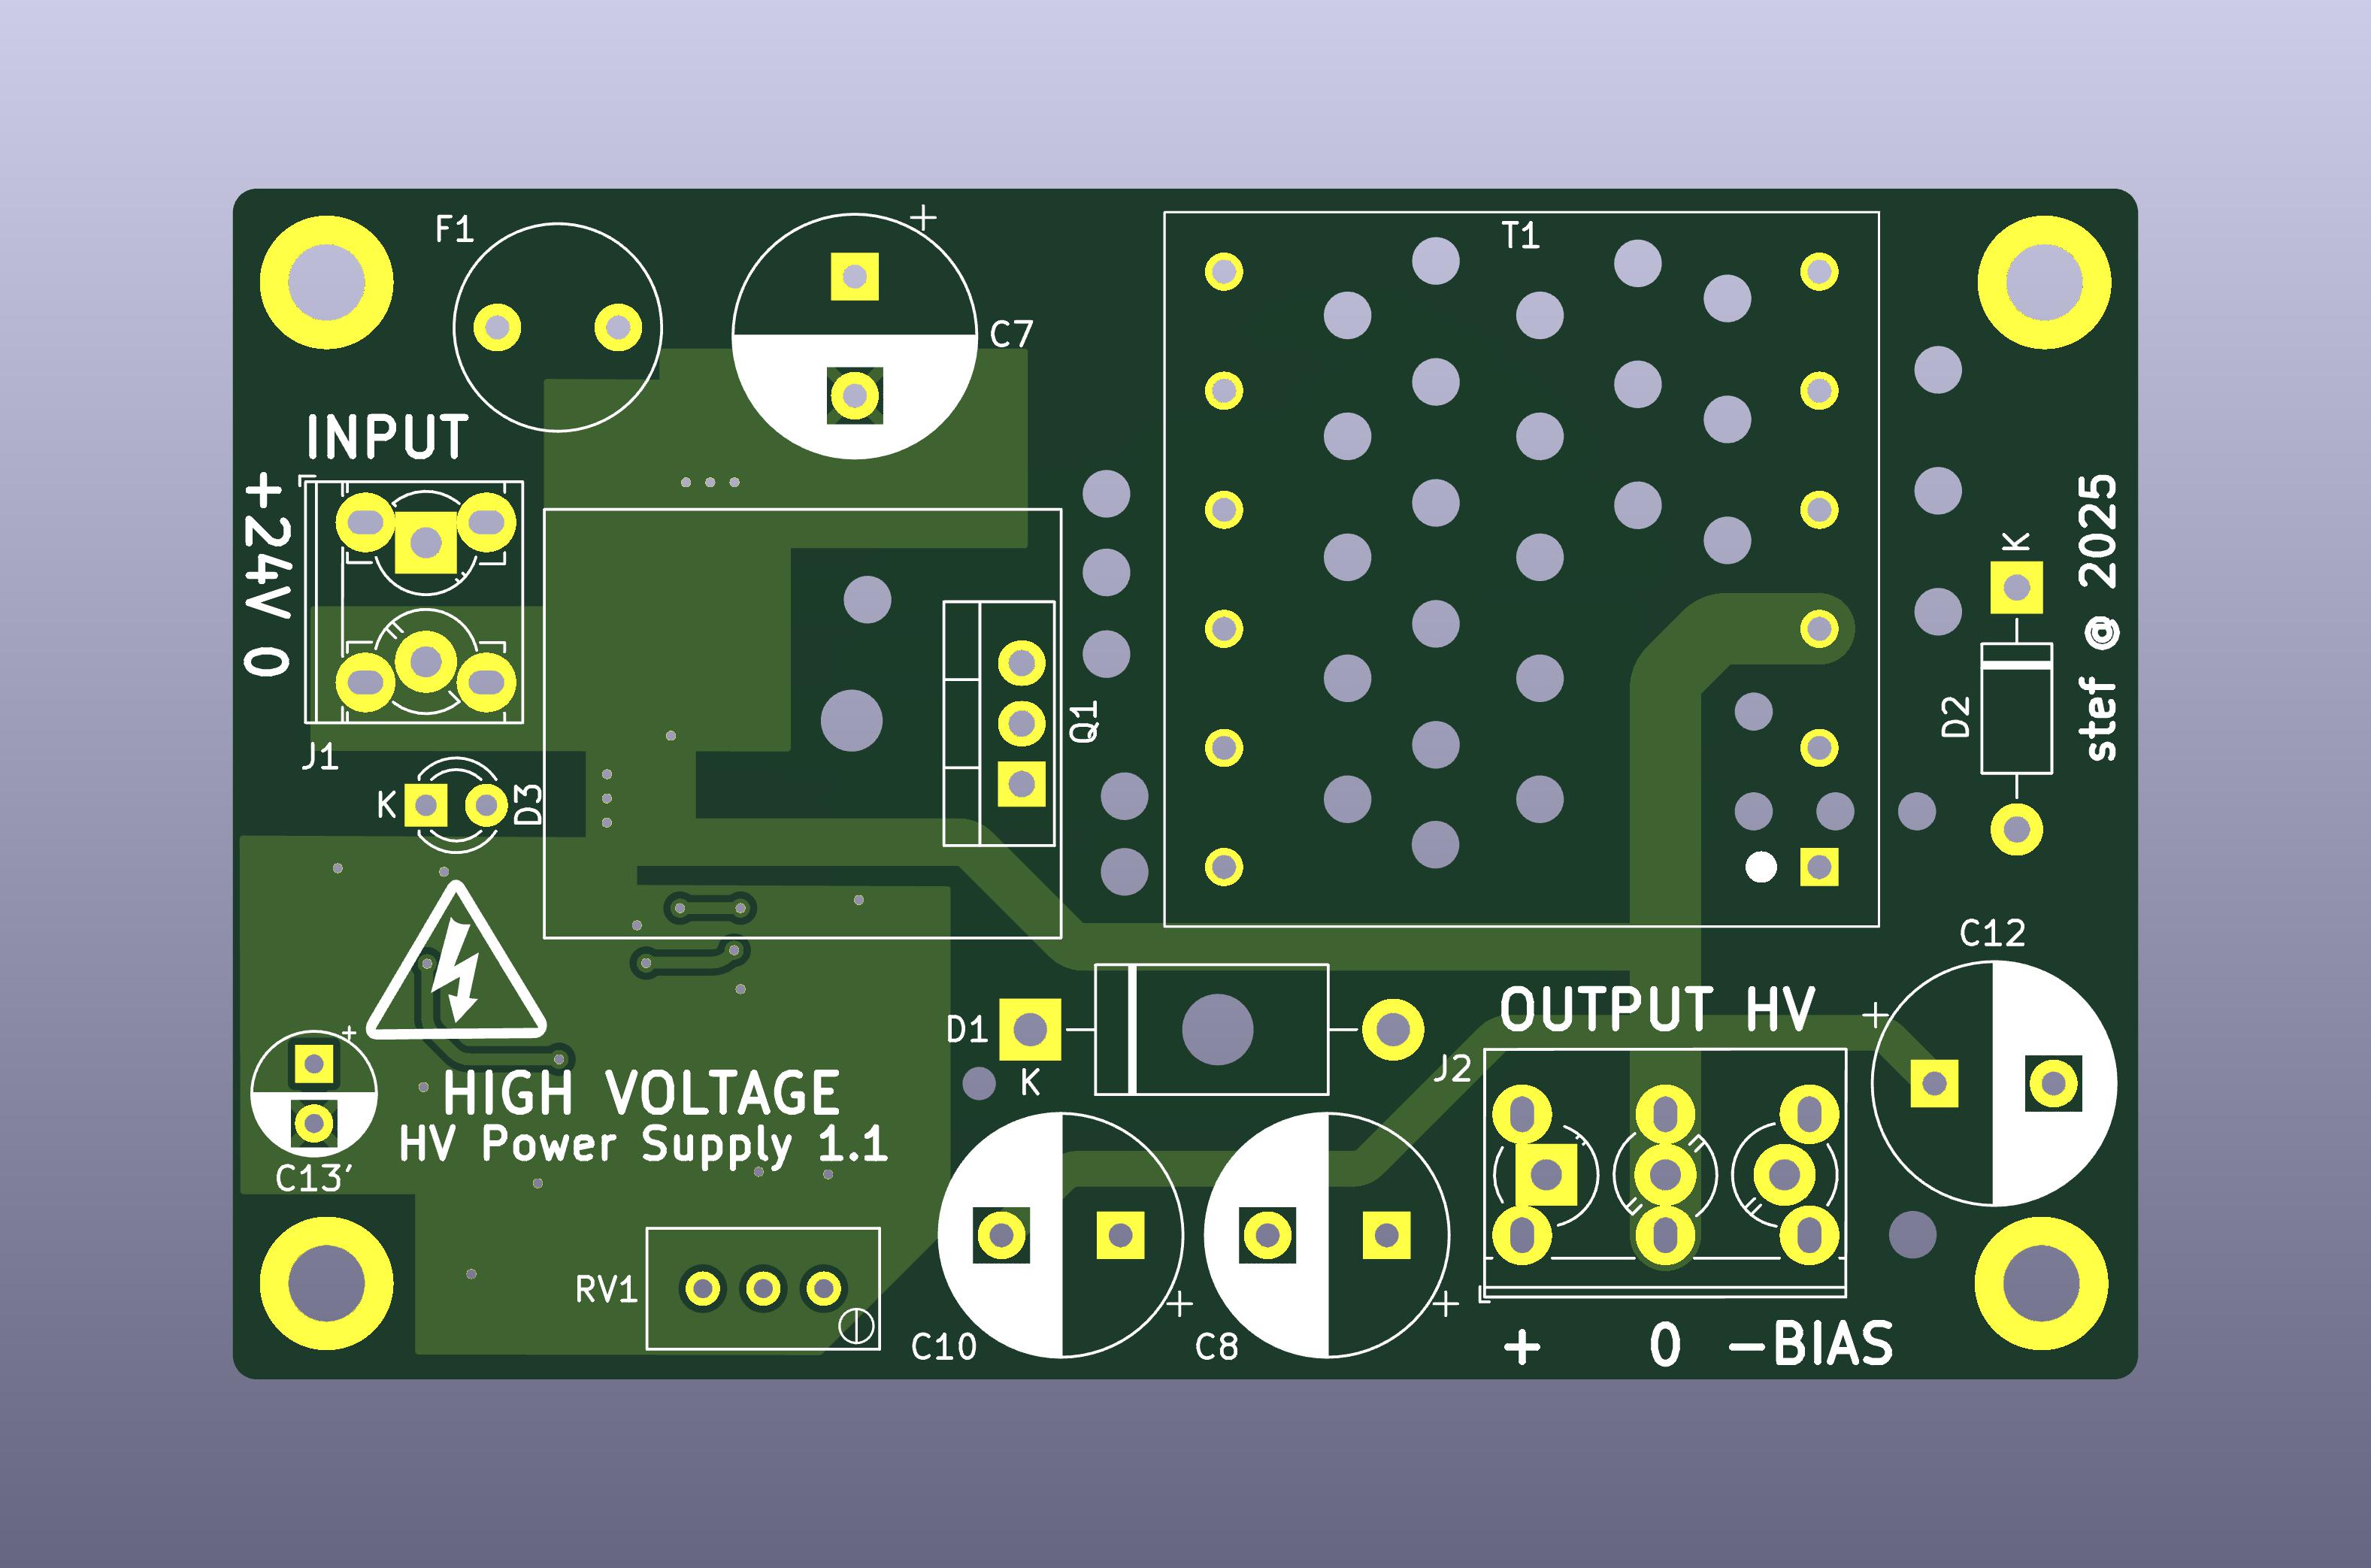 F1
+
T1
C7
INPUT
+24V 0
J1
K
D3
Q1
K
D2
stef @ 2025
C12
+
OUTPUT HV
D1
K
J2
+
HIGH VOLTAGE
HV Power Supply 1.1
C13'
RV1
C10
+
C8
+
+ 0 -BIAS